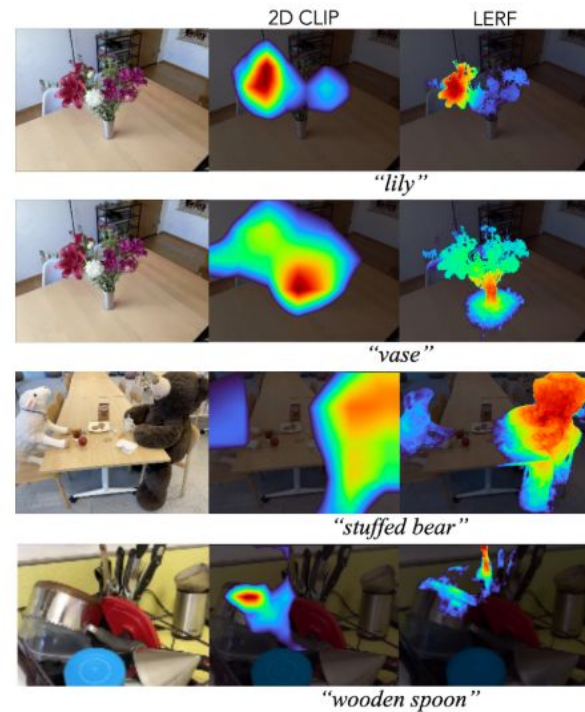 2D CLIP LERF
“lily”
“vase”
“stuffed bear”
“wooden spoon”